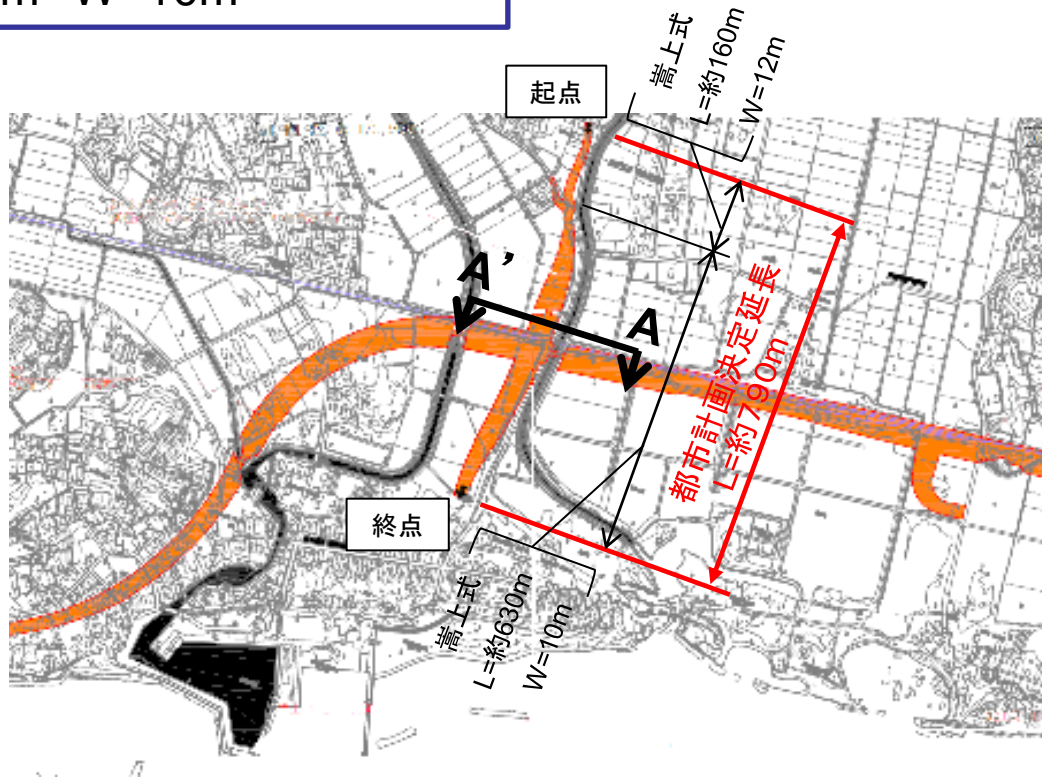 起点
嵩上式
L=約160m
W=12m
A'
A
都市計画決定延長
L=約790m
終点
嵩上式
L=約630m
W=10m